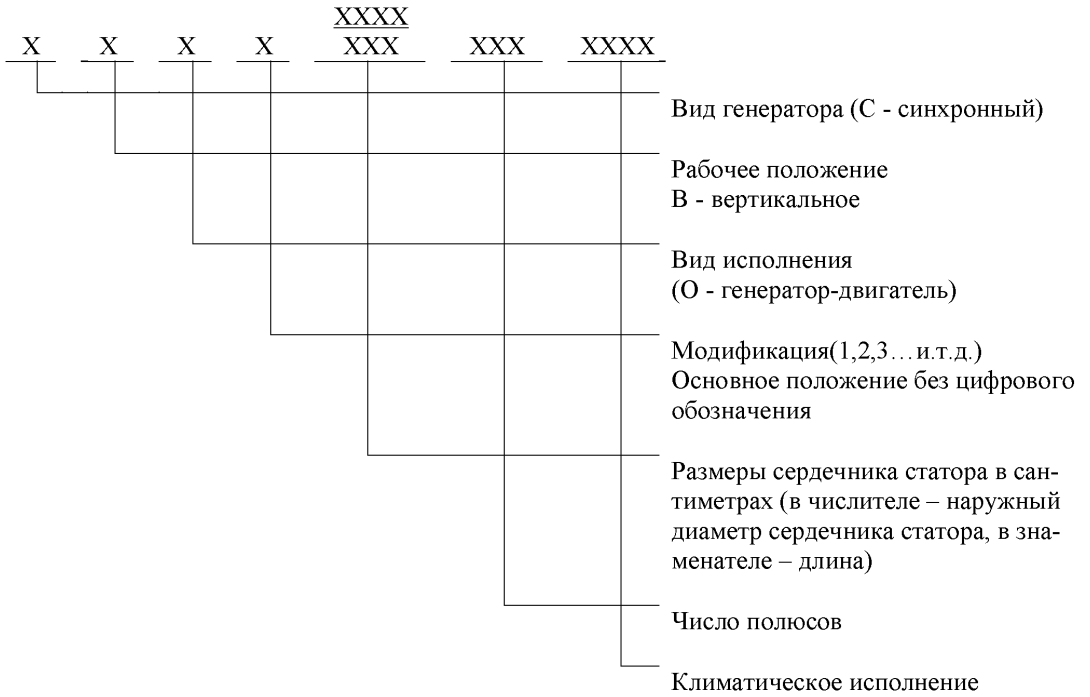 XXXX
X X X X XXX XXX XXXX
Вид генератора (С - синхронный)
Рабочее положение
В - вертикальное
Вид исполнения
(О - генератор-двигатель)
Модификация(1,2,3…и.т.д.)
Основное положение без цифрового
обозначения
Размеры сердечника статора в сан-
тиметрах (в числителе – наружный
диаметр сердечника статора, в зна-
менателе – длина)
Число полюсов
Климатическое исполнение